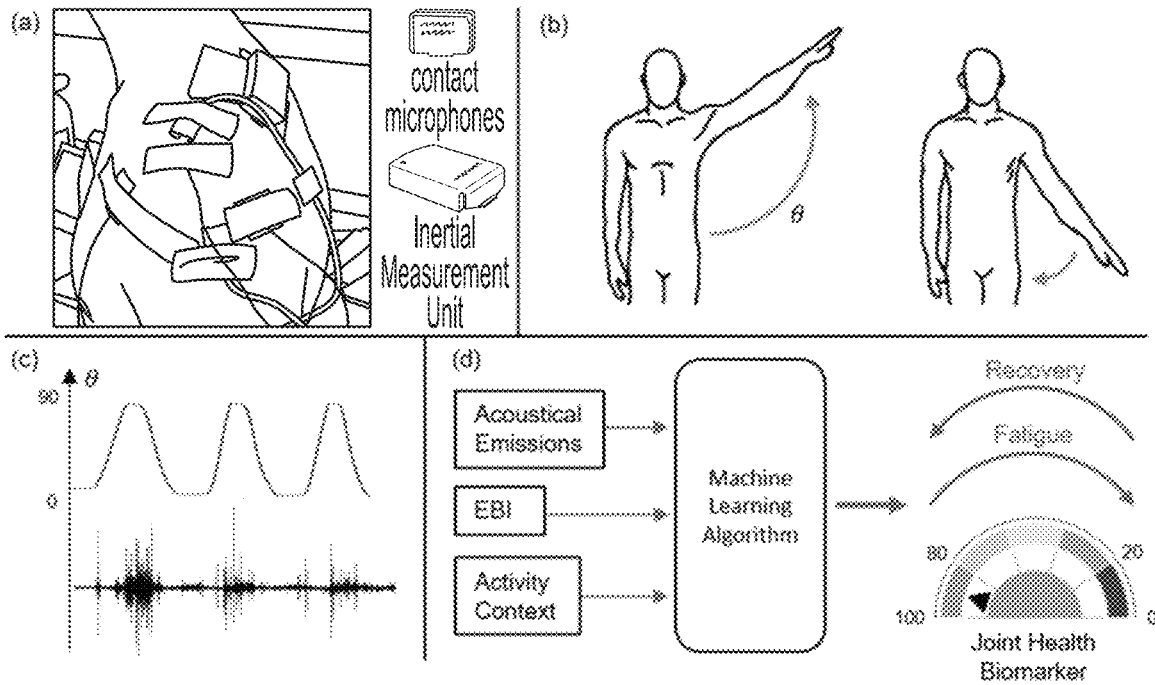 (a)
contact
microphones
Inertial
Measurement
Unit
(b)
θ
(c)
θ
90
0
(d)
Acoustical
Emissions
EBI
Activity
Context
Machine
Learning
Algorithm
Recovery
Fatigue
80
20
100
0
Joint Health
Biomarker